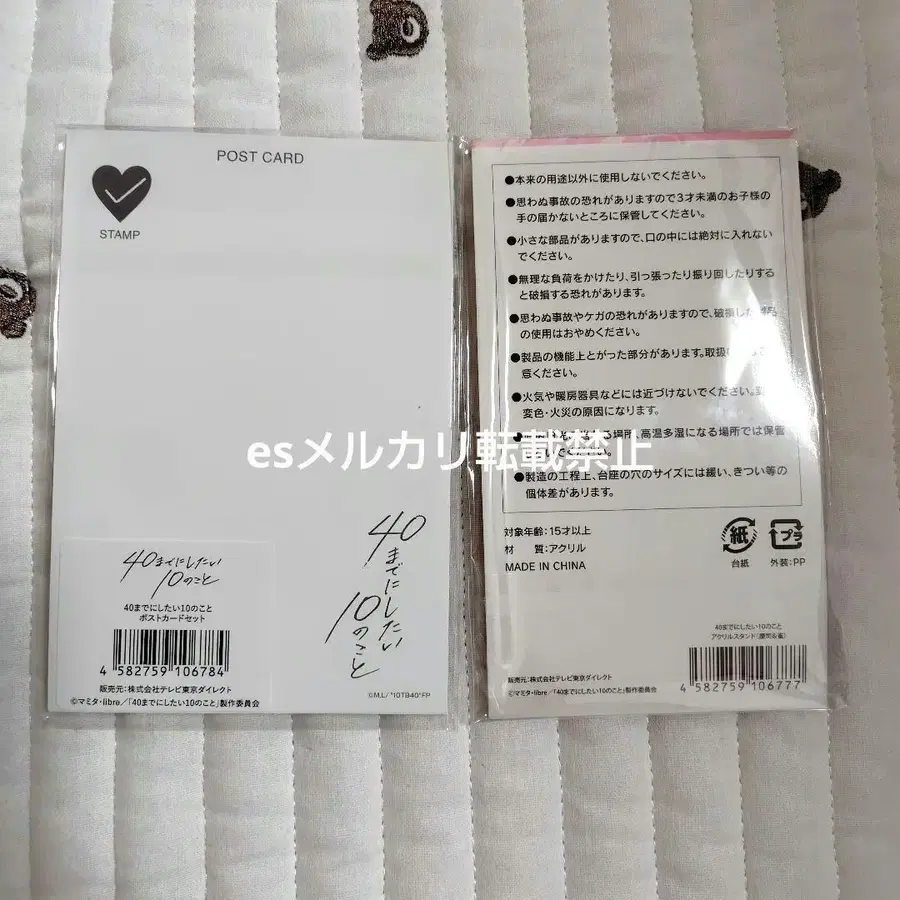 POST CARD
STAMP
40までにしたい
10のこと
40までにしたい
10のこと
40までにしたい10のこと
ポストカードセット
4 582759 106784
販売元:株式会社テレビ東京ダイレクト
©マミタ・libre/「40までにしたい10のこと」製作委員会
©M.L/"10TB40"FP
●本来の用途以外に使用しないでください。
●思わぬ事故の恐れがありますので3才未満のお子様の
手の届かないところに保管してください。
●小さな部品がありますので、口の中には絶対に入れない
でください。
●無理な負荷をかけたり、引っ張ったり振り回したりする
と破損する恐れがあります。
●思わぬ事故やケガの恐れがありますので、破損した
の使用はおやめください。
●製品の機能上とがった部分があります。取扱
意ください。
●火気や暖房器具などには近づけないでください。
変色・火災の原因になります。
る場所、高温多湿になる場所では保管
ください。
●製造の工程上、台座の穴のサイズには緩い、きつい等の
個体差があります。
esメルカリ転載禁止
対象年齢:15才以上
材 質:アクリル
MADE IN CHINA
紙
台紙
プラ
外装:PP
40までにしたい10のこと
アクリルスタンド(慶司&雀)
4 582759 106777
販売元:株式会社テレビ東京ダイレクト
©マミタ・libre/「40までにしたい10のこと」製作委員会